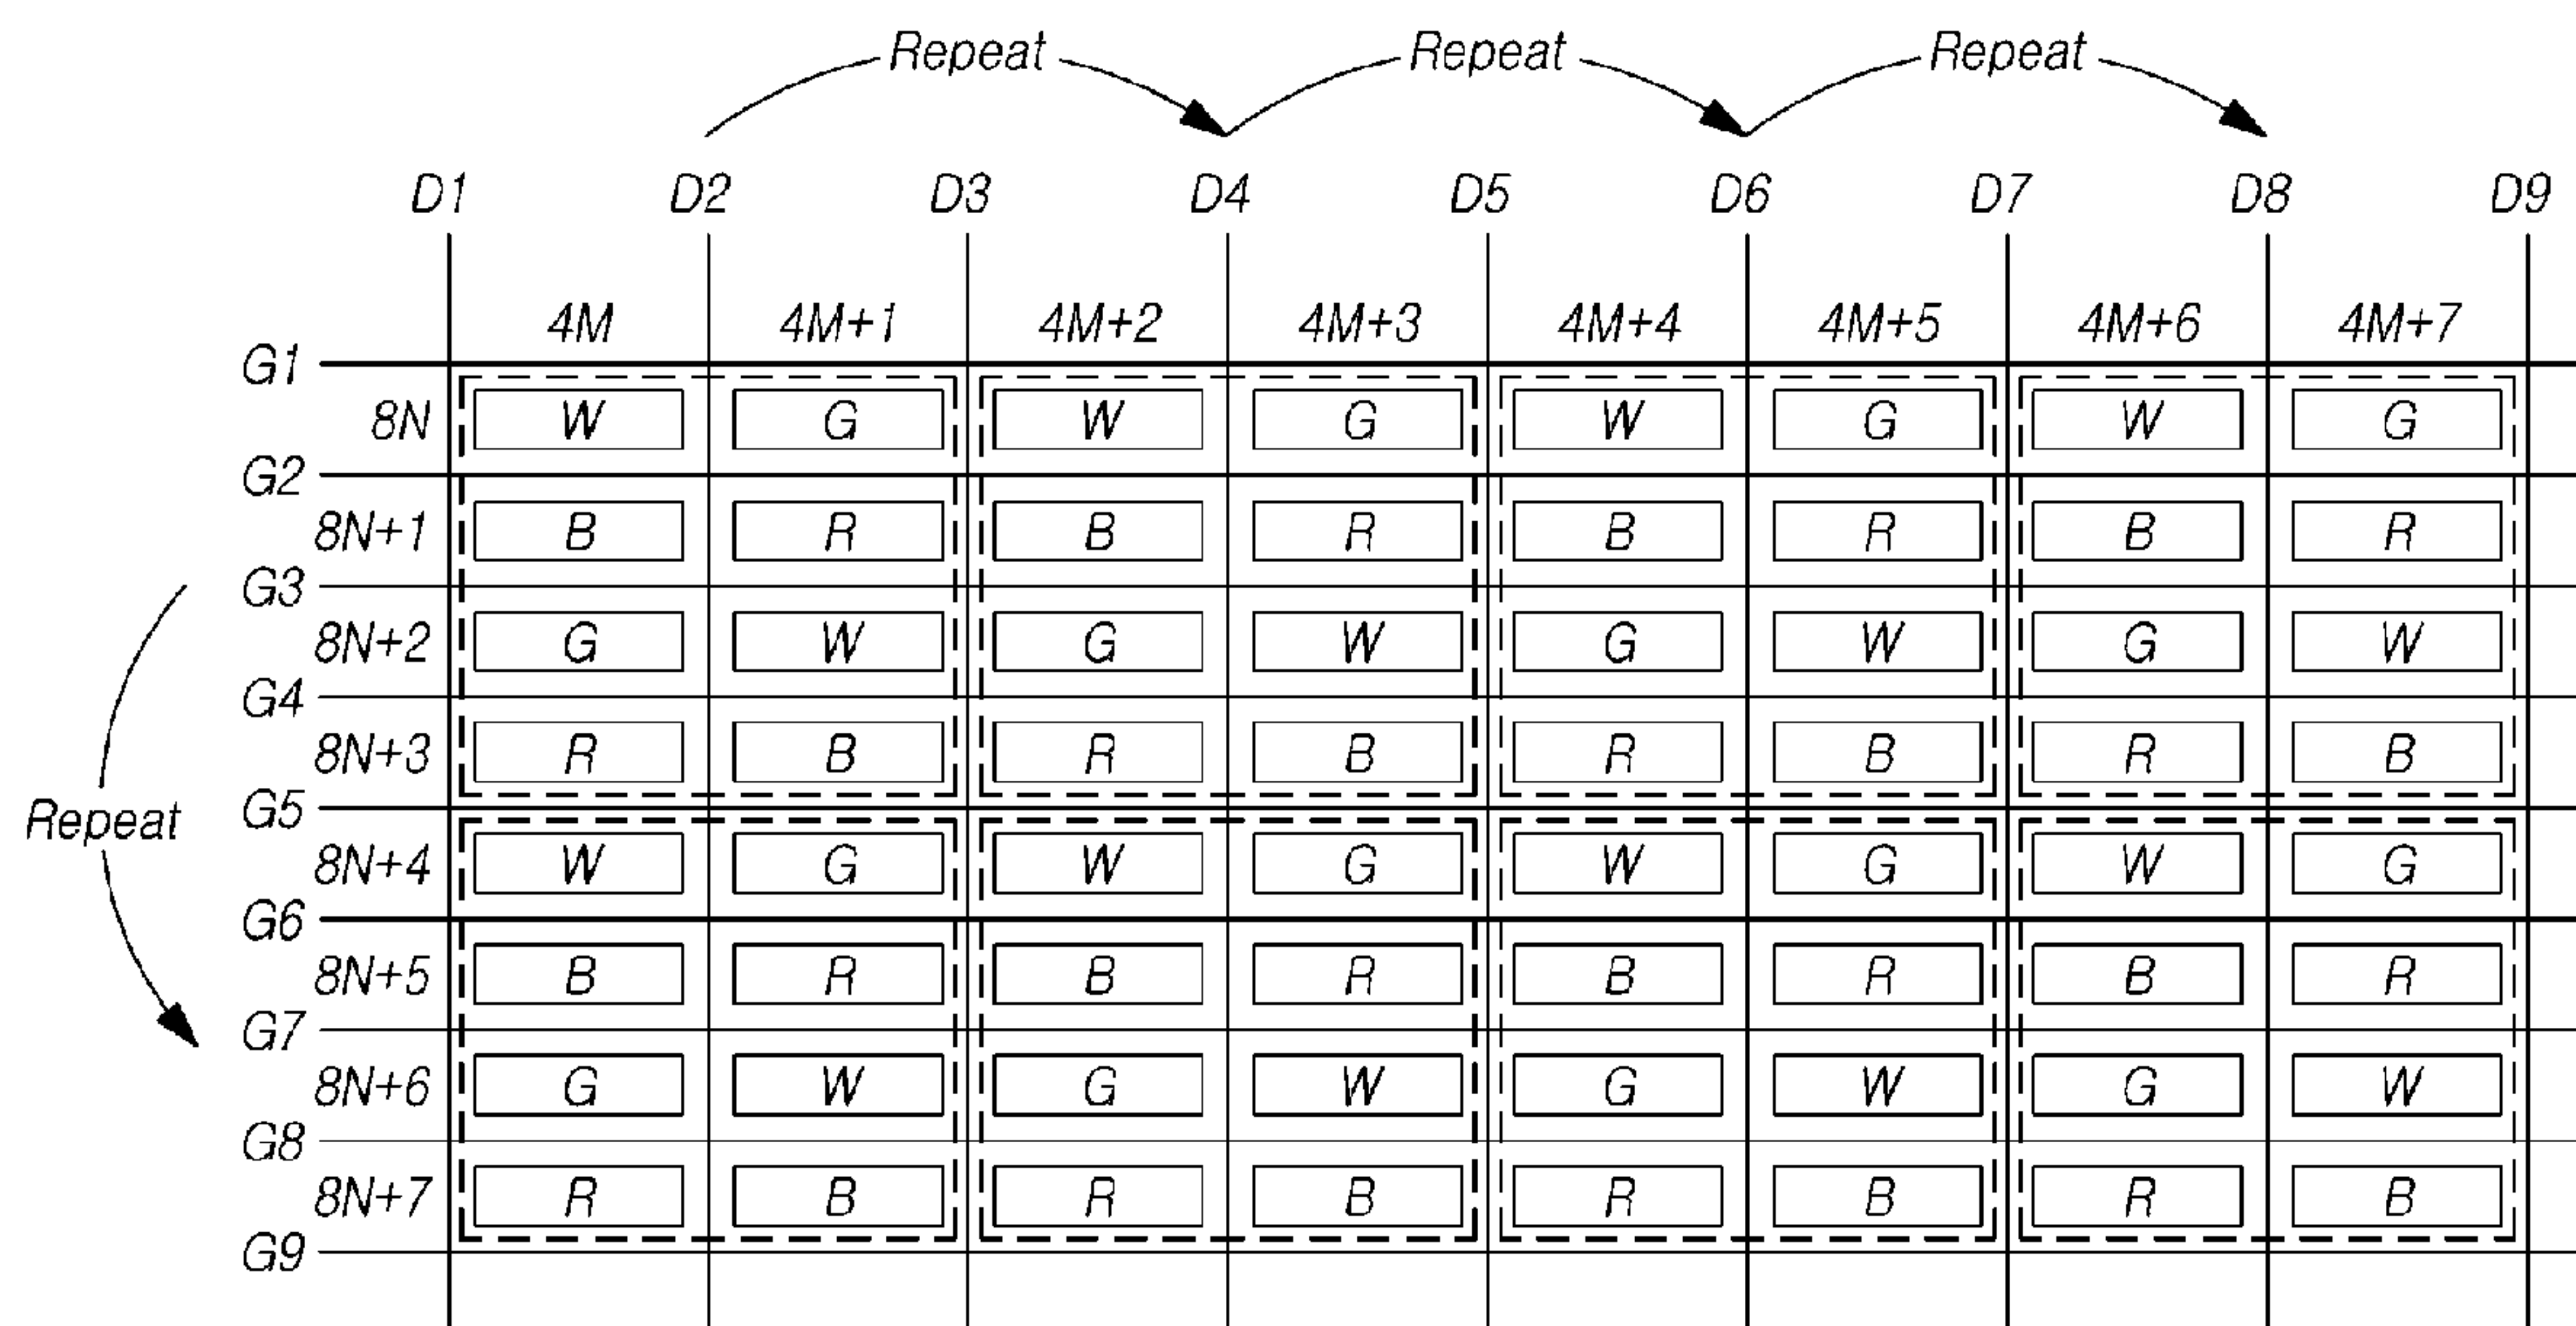 Repeat Repeat Repeat
D1 D2 D3 D4 D5 D6 D7 D8 D9
4M 4M+1 4M+2 4M+3 4M+4 4M+5 4M+6 4M+7
G1
8N W G W G W G W G
G2
8N+1 B R B R B R B R
G3
8N+2 G W G W G W G W
G4
8N+3 R B R B R B R B
Repeat G5
8N+4 W G W G W G W G
G6
8N+5 B R B R B R B R
G7
8N+6 G W G W G W G W
G8
8N+7 R B R B R B R B
G9